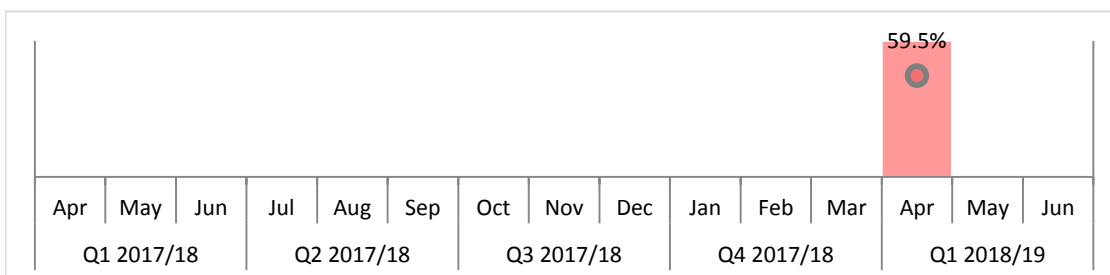 59.5%
Apr May Jun Jul Aug Sep Oct Nov Dec Jan Feb Mar Apr May Jun
Q1 2017/18 Q2 2017/18 Q3 2017/18 Q4 2017/18 Q1 2018/19